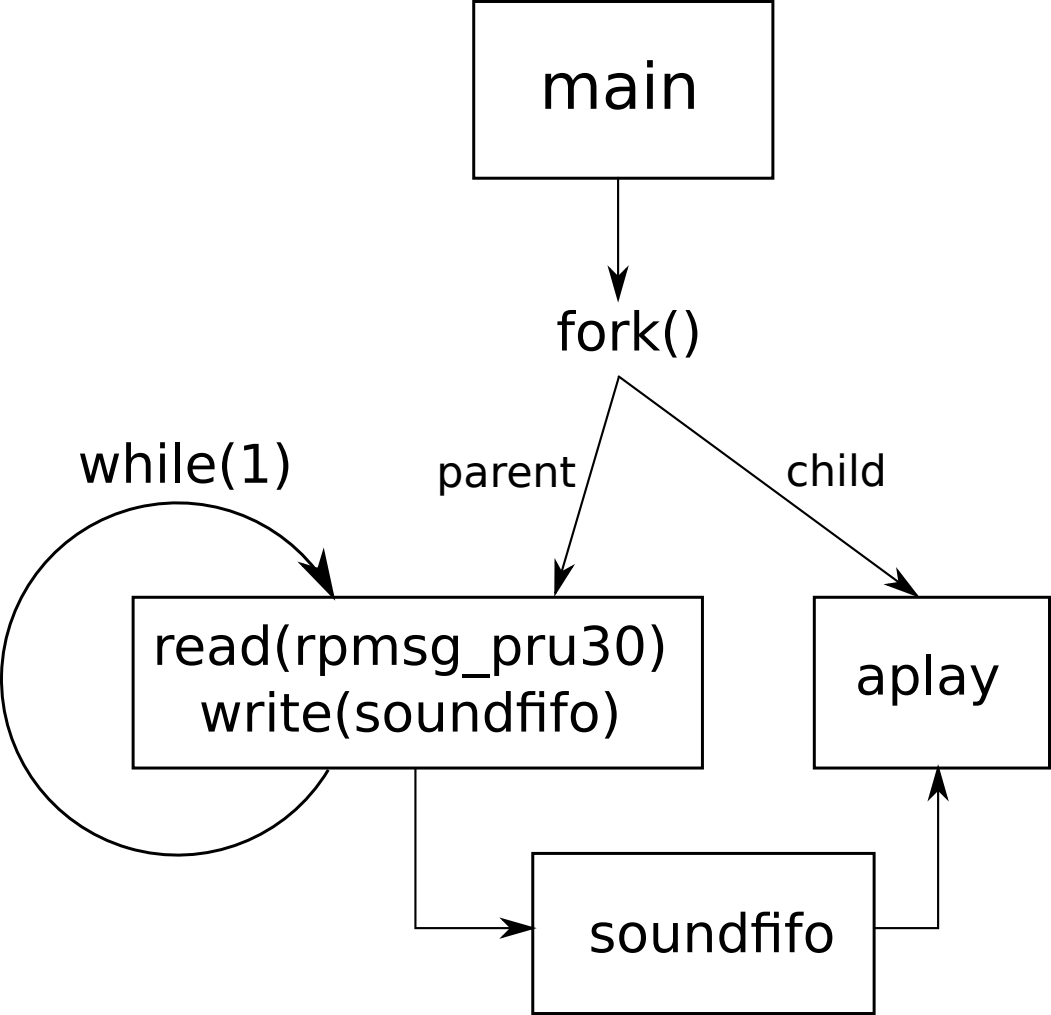 main
fork()
while(1)
parent
child
read(rpmsg_pru30)
write(soundfifo)
aplay
soundfifo